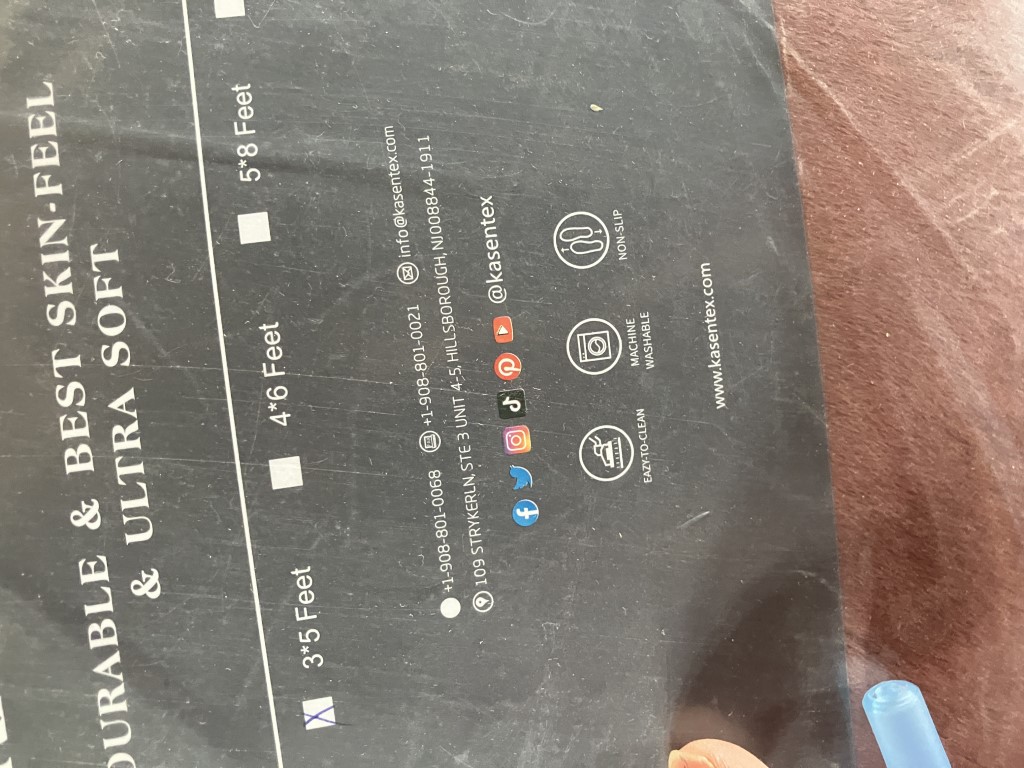 DURABLE & BEST SKIN-FEEL
& ULTRA SOFT
3*5 Feet 4*6 Feet 5*8 Feet
+1-908-801-0068 +1-908-801-0021 info@kasentex.com
109 STRYKERLN, STE 3 UNIT 4-5, HILLSBOROUGH, NJ008844-1911
@kasentex
EAZY-TO-CLEAN
MACHINE
WASHABLE
NON-SLIP
www.kasentex.com